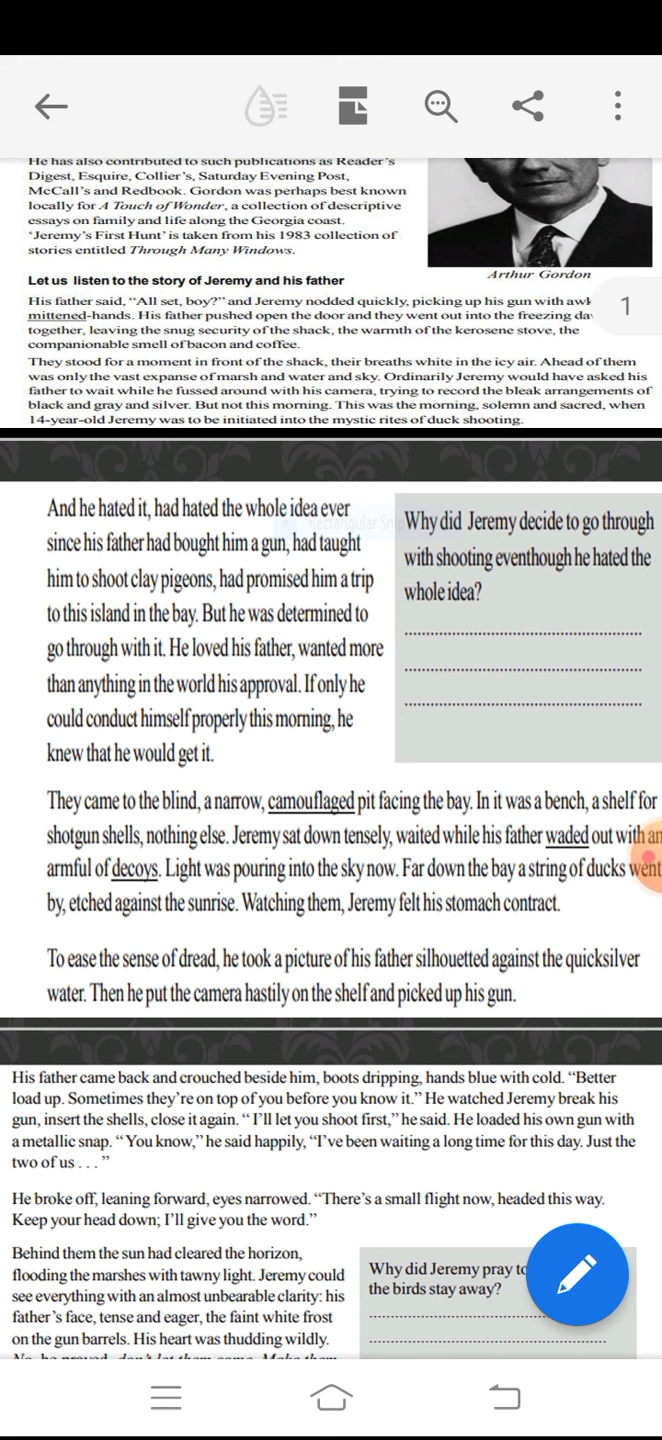 He has also contributed to such publications as Reader's
Digest, Esquire, Collier's, Saturday Evening Post,
McCall's and Redbook. Gordon was perhaps best known
locally for A Touch of Wonder, a collection of descriptive
essays on family and life along the Georgia coast.
'Jeremy's First Hunt' is taken from his 1983 collection of
stories entitled Through Many Windows.
Arthur Gordon
Let us listen to the story of Jeremy and his father
His father said, "All set, boy?" and Jeremy nodded quickly, picking up his gun with
mittened-hands. His father pushed open the door and they went out into the freezing
together, leaving the snug security of the shack, the warmth of the kerosene stove, the
companionable smell of bacon and coffee.
1
They stood for a moment in front of the shack, their breaths white in the icy air. Ahead of them
was only the vast expanse of marsh and water and sky. Ordinarily Jeremy would have asked his
father to wait while he fussed around with his camera, trying to record the bleak arrangements of
black and gray and silver. But not this morning. This was the morning, solemn and sacred, when
14-year-old Jeremy was to be initiated into the mystic rites of duck shooting.
And he hated it, had hated the whole idea ever
since his father had bought him a gun, had taught
him to shoot clay pigeons, had promised him a trip
to this island in the bay. But he was determined to
go through with it. He loved his father, wanted more
than anything in the world his approval. If only he
could conduct himself properly this morning, he
knew that he would get it.
Rectangular Snip
Why did Jeremy decide to go through
with shooting eventhough he hated the
whole idea?
They came to the blind, a narrow, camouflaged pit facing the bay. In it was a bench, a shelf for
shotgun shells, nothing else. Jeremy sat down tensely, waited while his father waded out with an
armful of decoys. Light was pouring into the sky now. Far down the bay a string of ducks went
by, etched against the sunrise. Watching them, Jeremy felt his stomach contract.
To ease the sense of dread, he took a picture of his father silhouetted against the quicksilver
water. Then he put the camera hastily on the shelf and picked up his gun.
His father came back and crouched beside him, boots dripping, hands blue with cold. "Better
load up. Sometimes they're on top of you before you know it." He watched Jeremy break his
gun, insert the shells, close it again. " I'll let you shoot first," he said. He loaded his own gun with
a metallic snap. " You know," he said happily, "I've been waiting a long time for this day. Just the
two of us . . . "
He broke off, leaning forward, eyes narrowed. "There's a small flight now, headed this way.
Keep your head down; I'll give you the word."
Behind them the sun had cleared the horizon,
flooding the marshes with tawny light. Jeremy could
see everything with an almost unbearable clarity: his
father's face, tense and eager, the faint white frost
on the gun barrels. His heart was thudding wildly.
No, he prayed, don't let them come. Make them
Why did Jeremy pray to
the birds stay away?